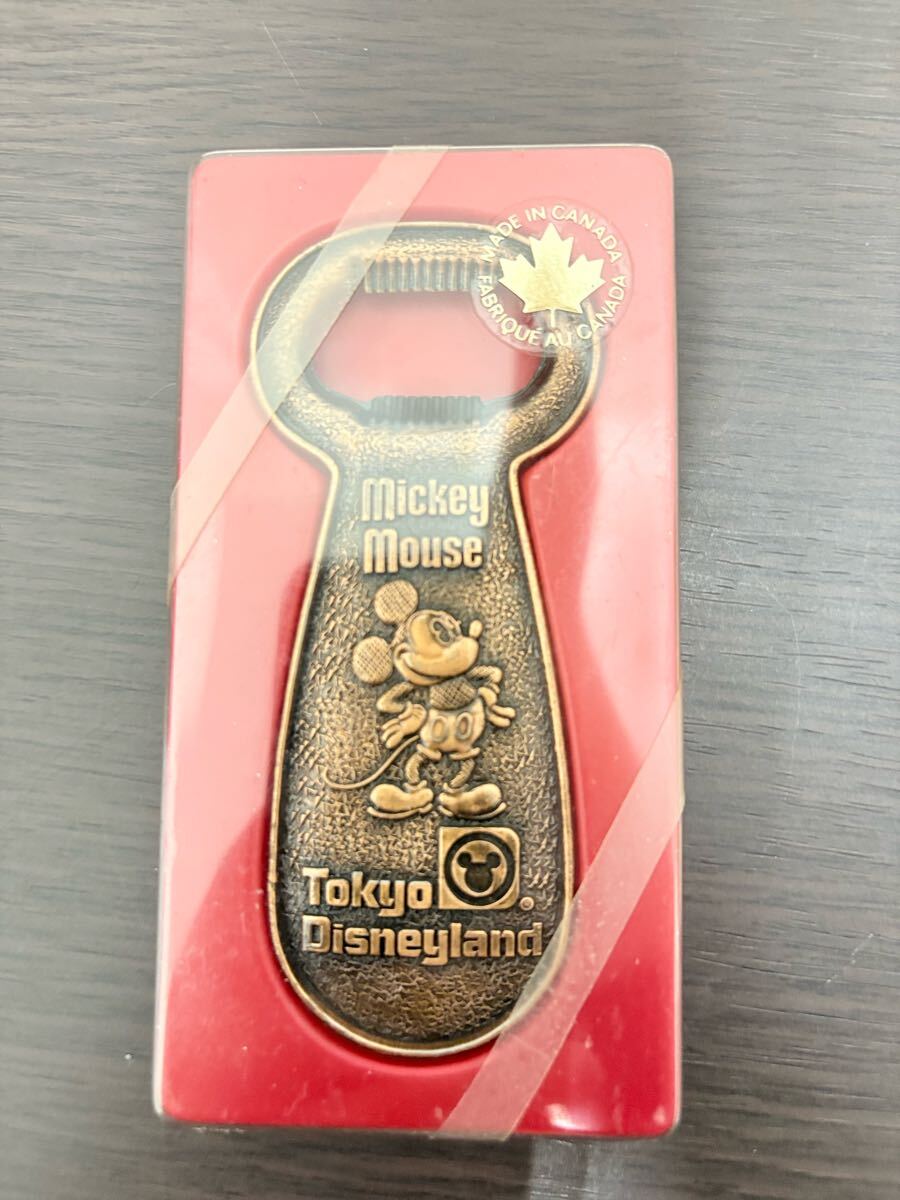 MADE IN CANADA
FABRIQUÉ AU CANADA
Mickey
Mouse
Tokyo ®
Disneyland